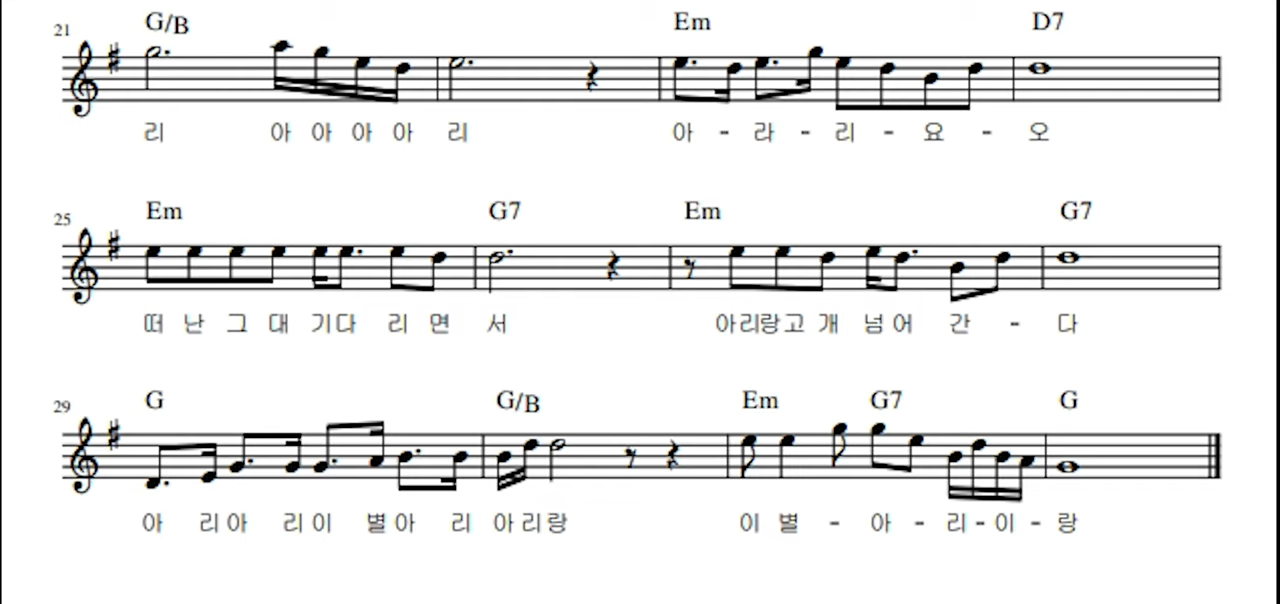 21 G/B Em D7
리 아 아 아 아 리 아 - 라 - 리 - 요 - 오
25 Em G7 Em G7
떠 난 그 대 기다 리 면 서 아리랑고 개 넘어 간 - 다
29 G G/B Em G7 G
아 리아 리이 별아 리 아리랑 이 별 - 아 - 리 - 이 - 랑